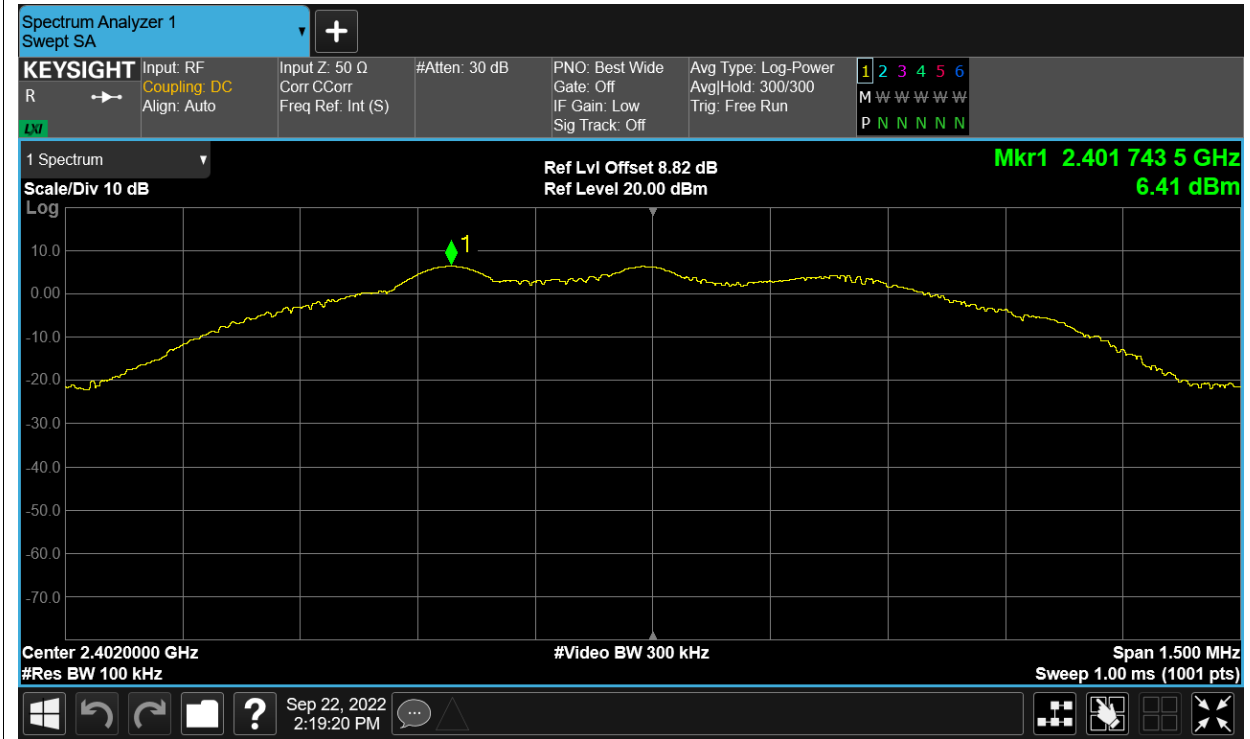 Spectrum Analyzer 1
Swept SA
KEYSIGHT
R
LXI
Input: RF
Coupling: DC
Align: Auto
Input Z: 50 Ω
Corr CCorr
Freq Ref: Int (S)
#Atten: 30 dB
PNO: Best Wide
Gate: Off
IF Gain: Low
Sig Track: Off
Avg Type: Log-Power
Avg|Hold: 300/300
Trig: Free Run
1 2 3 4 5 6
M W W W W W
P N N N N N
1 Spectrum
Scale/Div 10 dB
Log
Ref Lvl Offset 8.82 dB
Ref Level 20.00 dBm
Mkr1 2.401 743 5 GHz
6.41 dBm
1
10.0
0.00
-10.0
-20.0
-30.0
-40.0
-50.0
-60.0
-70.0
Center 2.4020000 GHz
#Res BW 100 kHz
#Video BW 300 kHz
Span 1.500 MHz
Sweep 1.00 ms (1001 pts)
?
Sep 22, 2022
2:19:20 PM